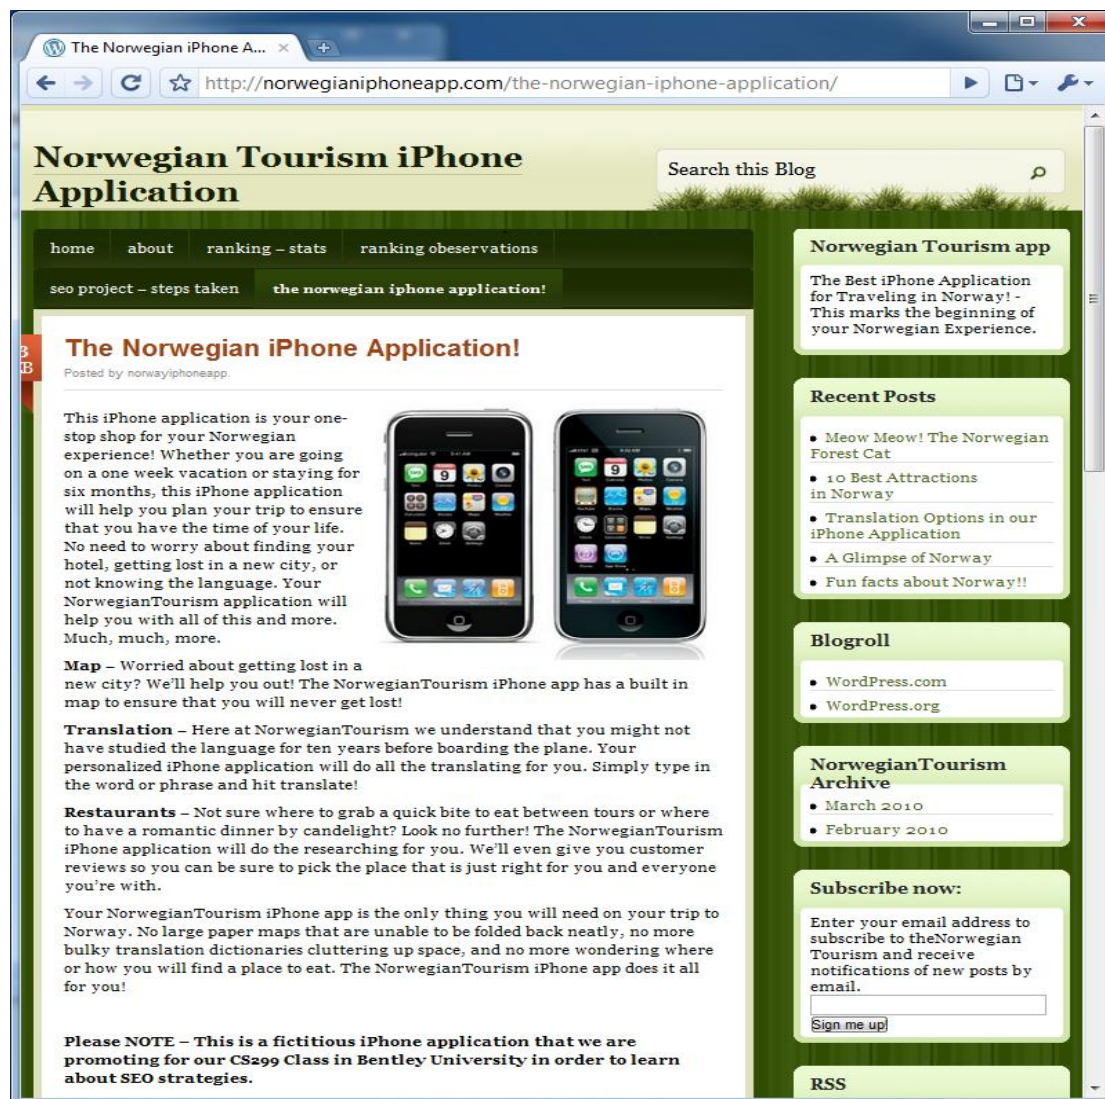 The Norwegian iPhone A...
http://norwegianiphoneapp.com/the-norwegian-iphone-application/
Norwegian Tourism iPhone
Application
Search this Blog
home about ranking – stats ranking obeservations
seo project – steps taken the norwegian iphone application!
The Norwegian iPhone Application!
Posted by norwayiphoneapp.
This iPhone application is your one-
stop shop for your Norwegian
experience! Whether you are going
on a one week vacation or staying for
six months, this iPhone application
will help you plan your trip to ensure
that you have the time of your life.
No need to worry about finding your
hotel, getting lost in a new city, or
not knowing the language. Your
NorwegianTourism application will
help you with all of this and more.
Much, much, more.
Map – Worried about getting lost in a
new city? We'll help you out! The NorwegianTourism iPhone app has a built in
map to ensure that you will never get lost!
Translation – Here at NorwegianTourism we understand that you might not
have studied the language for ten years before boarding the plane. Your
personalized iPhone application will do all the translating for you. Simply type in
the word or phrase and hit translate!
Restaurants – Not sure where to grab a quick bite to eat between tours or where
to have a romantic dinner by candelight? Look no further! The NorwegianTourism
iPhone application will do the researching for you. We'll even give you customer
reviews so you can be sure to pick the place that is just right for you and everyone
you're with.
Your NorwegianTourism iPhone app is the only thing you will need on your trip to
Norway. No large paper maps that are unable to be folded back neatly, no more
bulky translation dictionaries cluttering up space, and no more wondering where
or how you will find a place to eat. The NorwegianTourism iPhone app does it all
for you!
Please NOTE – This is a fictitious iPhone application that we are
promoting for our CS299 Class in Bentley University in order to learn
about SEO strategies.
Norwegian Tourism app
The Best iPhone Application
for Traveling in Norway! -
This marks the beginning of
your Norwegian Experience.
Recent Posts
Meow Meow! The Norwegian
Forest Cat
10 Best Attractions
in Norway
Translation Options in our
iPhone Application
A Glimpse of Norway
Fun facts about Norway!!
Blogroll
WordPress.com
WordPress.org
NorwegianTourism
Archive
March 2010
February 2010
Subscribe now:
Enter your email address to
subscribe to theNorwegian
Tourism and receive
notifications of new posts by
email.
Sign me up!
RSS